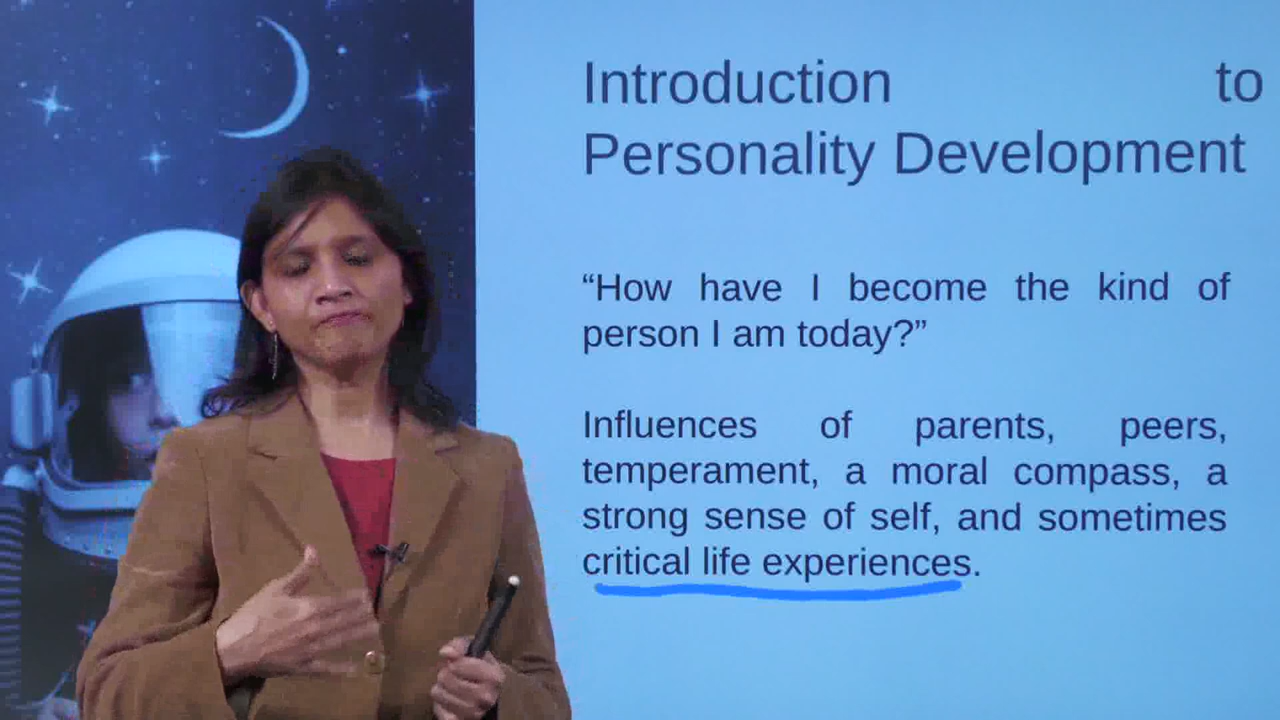 Introduction to
Personality Development
“How have I become the kind of
person I am today?”
Influences of parents, peers,
temperament, a moral compass, a
strong sense of self, and sometimes
critical life experiences.